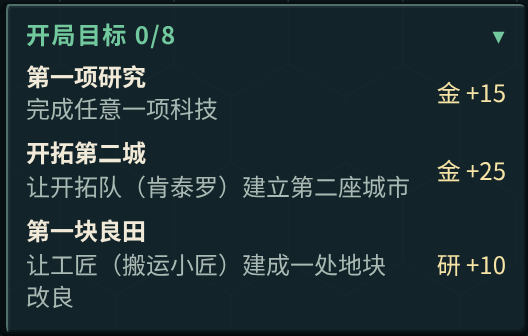 开局目标 0/8 ▼
第一项研究
完成任意一项科技
金 +15
开拓第二城
让开拓队（肯泰罗）建立第二座城市
金 +25
第一块良田
让工匠（搬运小匠）建成一处地块
改良
研 +10